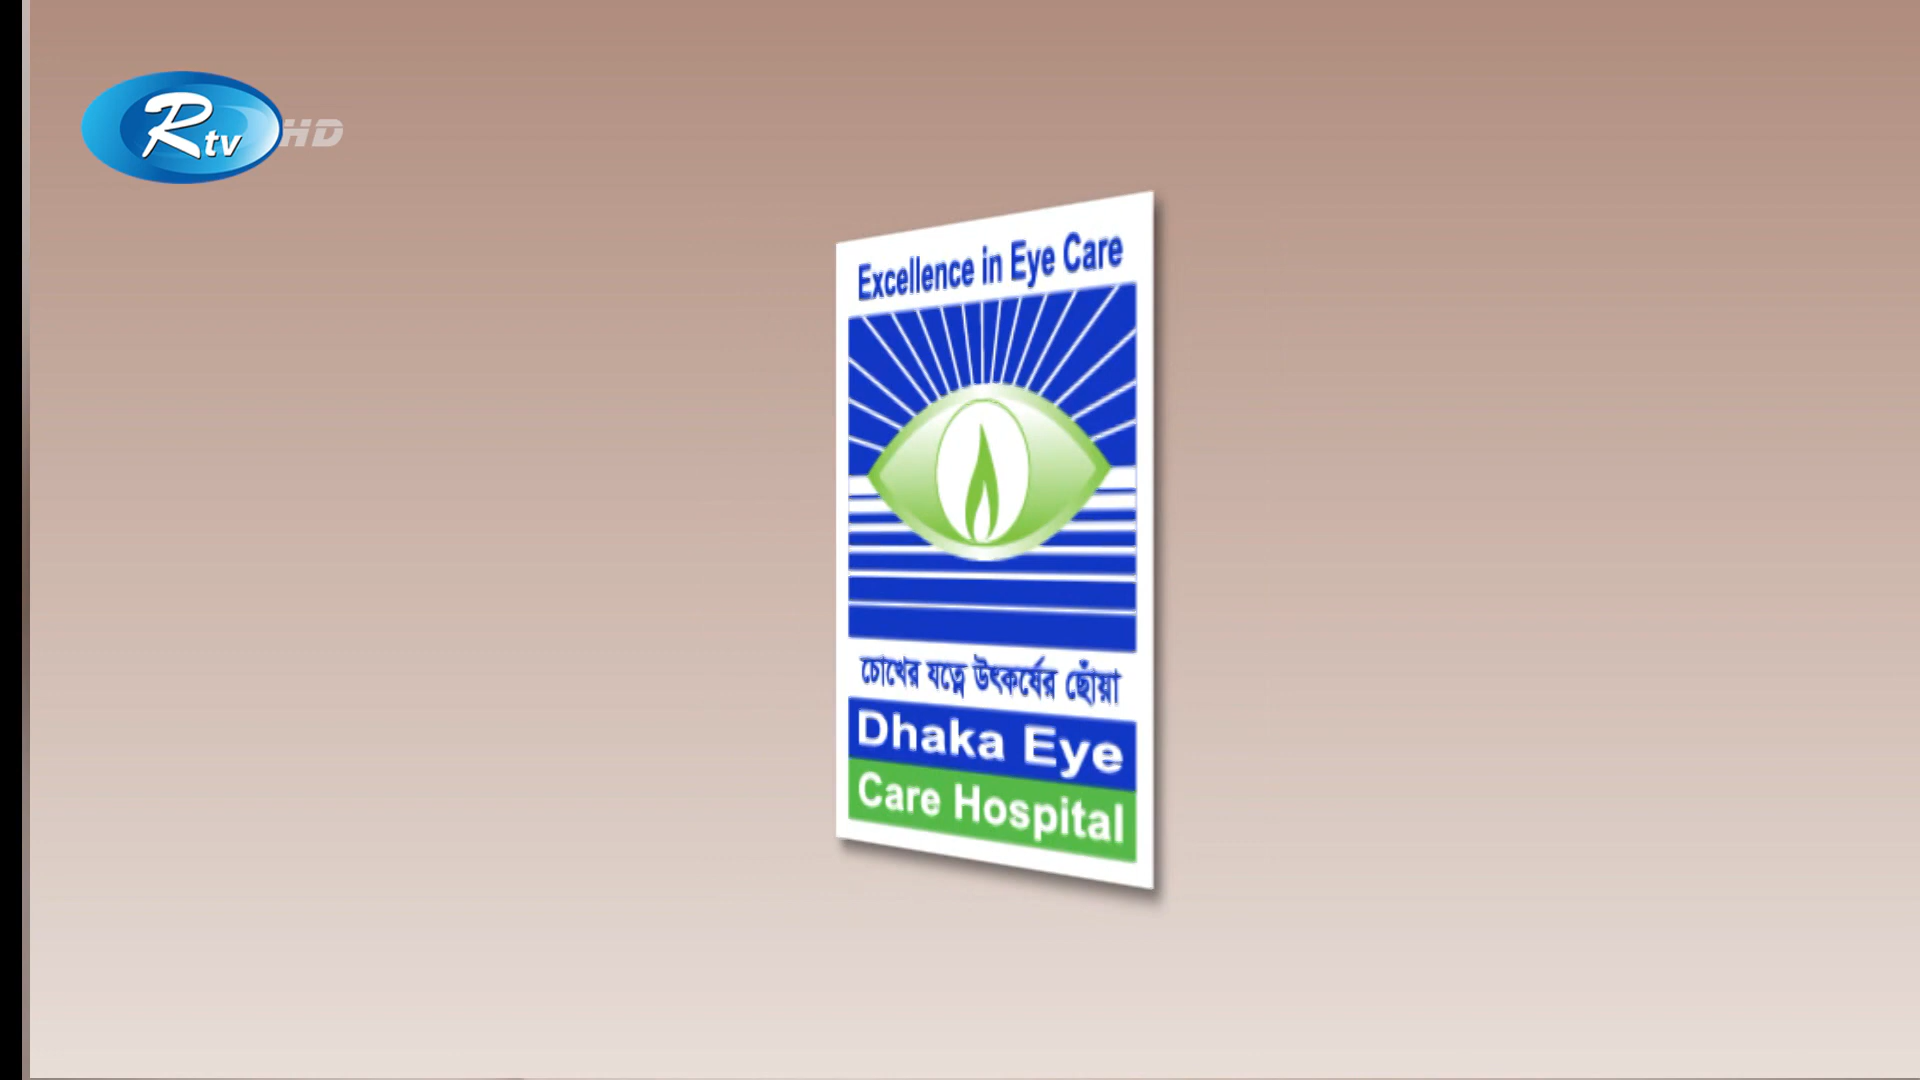 Rtv HD
Excellence in Eye Care
চোখের যত্নে উৎকর্ষের ছোঁয়া
Dhaka Eye
Care Hospital